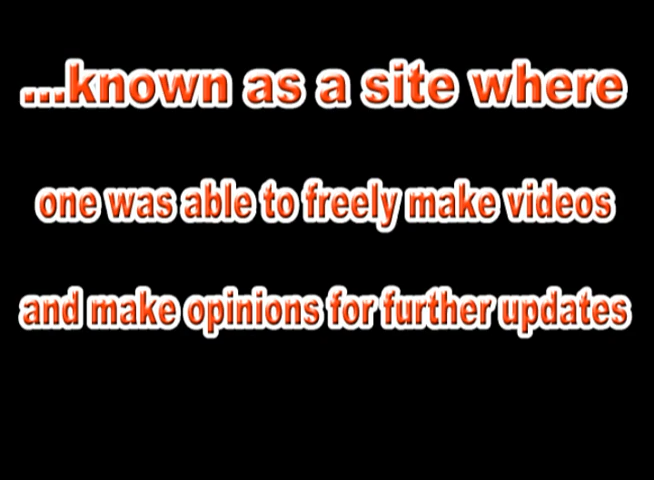 ...known as a site where
one was able to freely make videos
and make opinions for further updates